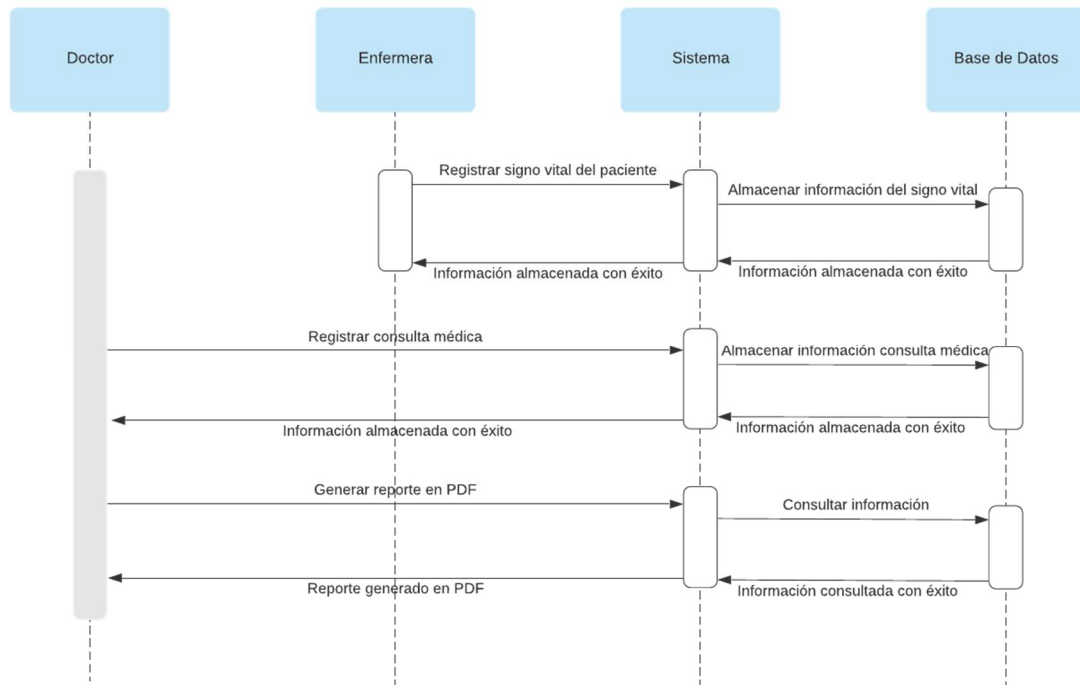 Doctor
Enfermera
Sistema
Base de Datos
Registrar signo vital del paciente
Almacenar información del signo vital
Información almacenada con éxito
Información almacenada con éxito
Registrar consulta médica
Almacenar información consulta médica
Información almacenada con éxito
Información almacenada con éxito
Generar reporte en PDF
Consultar información
Reporte generado en PDF
Información consultada con éxito